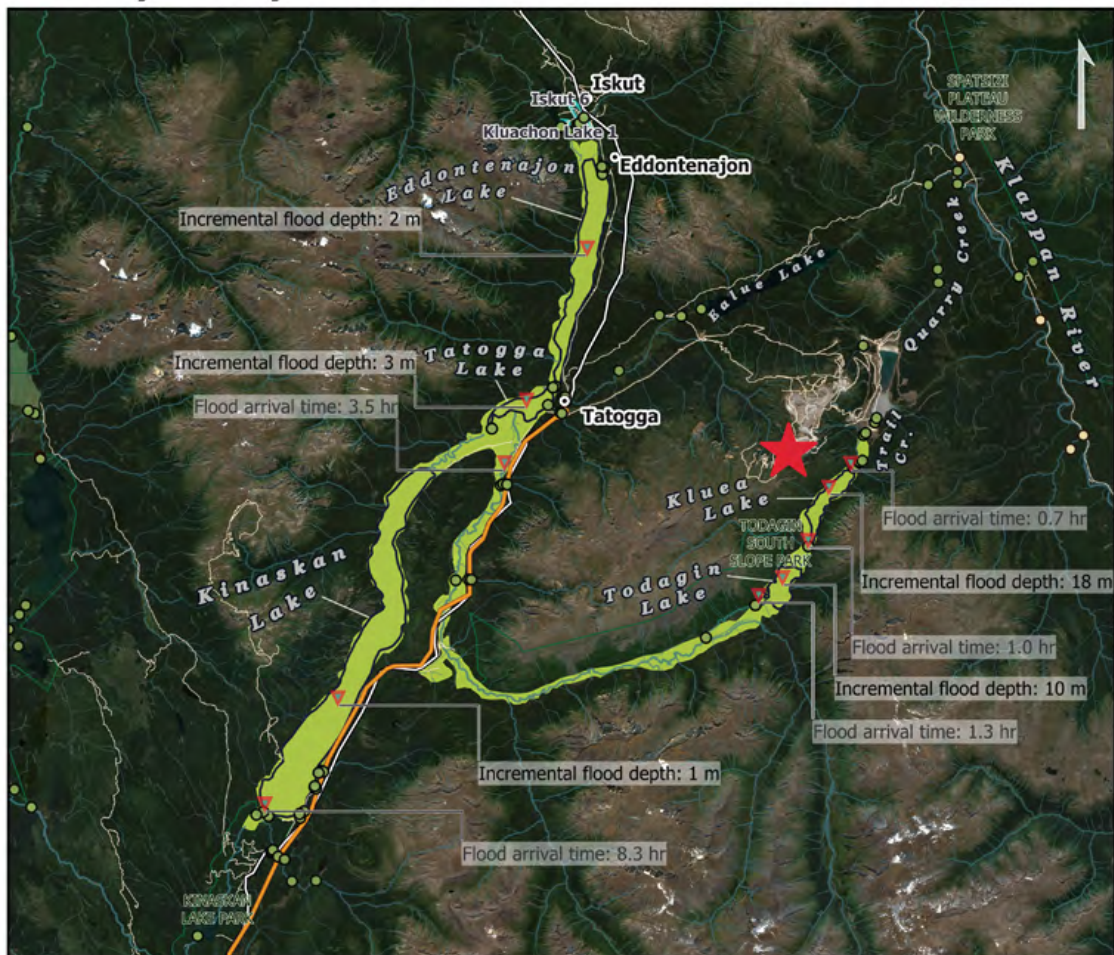 Iskut
Iskut 6
Kluachon Lake 1
SPATSIZI
PLATEAU
WILDERNESS
PARK
Eddontenajon
Eddontenajon
Lake
Klappan River
Incremental flood depth: 2 m
Quarry Creek
Ealue Lake
Tatogga
Lake
Incremental flood depth: 3 m
Flood arrival time: 3.5 hr
Tatogga
Trail
Cr.
Kluea
Lake
Flood arrival time: 0.7 hr
TODAGIN
SOUTH
SLOPE PARK
Kinaskan
Lake
Todagin
Lake
Incremental flood depth: 18 m
Flood arrival time: 1.0 hr
Incremental flood depth: 10 m
Flood arrival time: 1.3 hr
Incremental flood depth: 1 m
Flood arrival time: 8.3 hr
KINASKAN
LAKE PARK